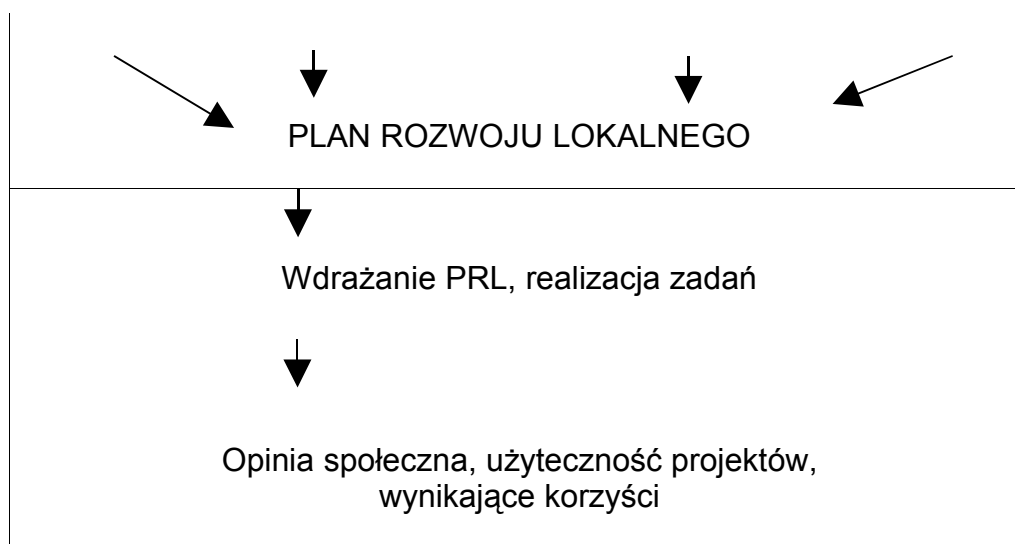 PLAN ROZWOJU LOKALNEGO
Wdrażanie PRL, realizacja zadań
Opinia społeczna, użyteczność projektów,
wynikające korzyści